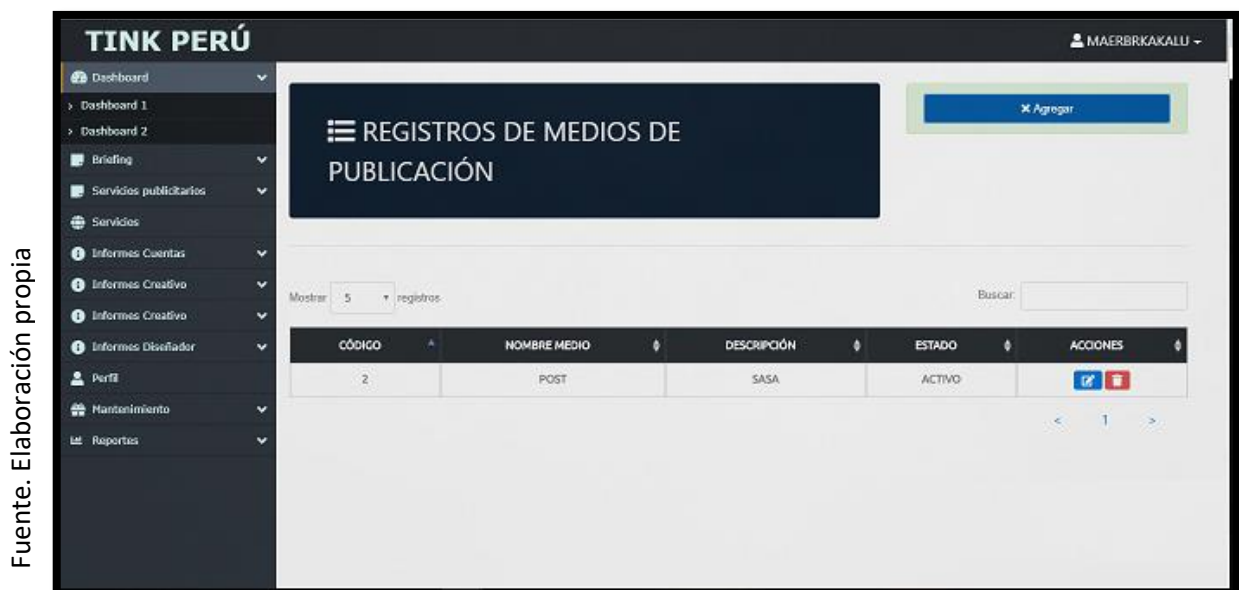 TINK PERÚ
MAERBRKAKALU
Dashboard
Dashboard 1
Dashboard 2
Briefing
Servicios publicitarios
Servicios
Informes Cuentas
Informes Creativo
Informes Creativo
Informes Diseñador
Perfil
Mantenimiento
Reportes
REGISTROS DE MEDIOS DE
PUBLICACIÓN
Agregar
Mostrar 5 registros
Buscar:
CÓDIGO NOMBRE MEDIO DESCRIPCIÓN ESTADO ACCIONES
2 POST SASA ACTIVO
< 1 >
Fuente. Elaboración propia